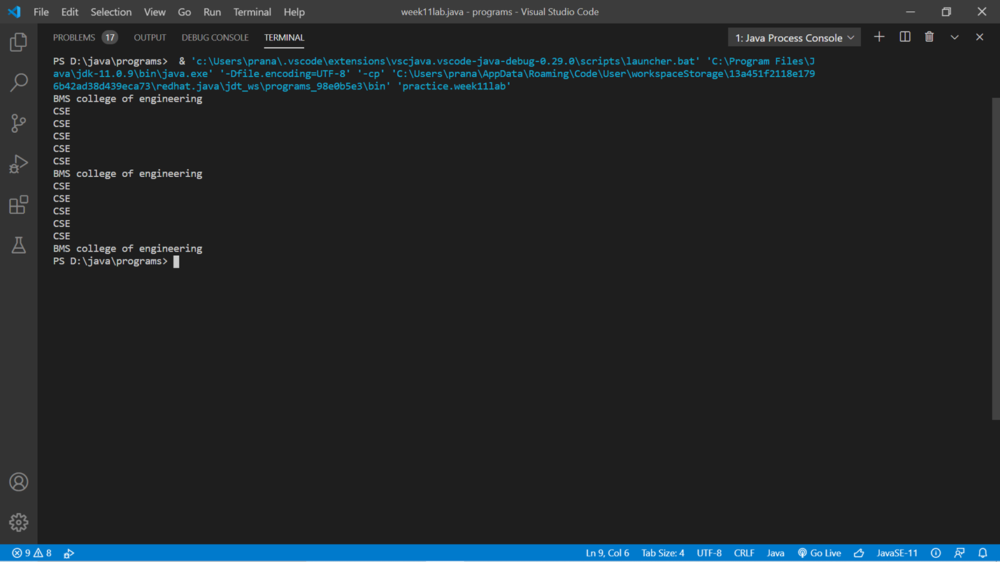 File Edit Selection View Go Run Terminal Help week11lab.java - programs - Visual Studio Code
PROBLEMS 17 OUTPUT DEBUG CONSOLE TERMINAL 1: Java Process Console
PS D:\java\programs>  & 'c:\Users\prana\.vscode\extensions\vscjava.vscode-java-debug-0.29.0\scripts\launcher.bat' 'C:\Program Files\J
ava\jdk-11.0.9\bin\java.exe' '-Dfile.encoding=UTF-8' '-cp' 'C:\Users\prana\AppData\Roaming\Code\User\workspaceStorage\13a451f2118e179
6b42ad38d439eca73\redhat.java\jdt_ws\programs_98e0b5e3\bin' 'practice.week11lab'
BMS college of engineering
CSE
CSE
CSE
CSE
CSE
BMS college of engineering
CSE
CSE
CSE
CSE
CSE
BMS college of engineering
PS D:\java\programs>
9 8 Ln 9, Col 6 Tab Size: 4 UTF-8 CRLF Java Go Live JavaSE-11